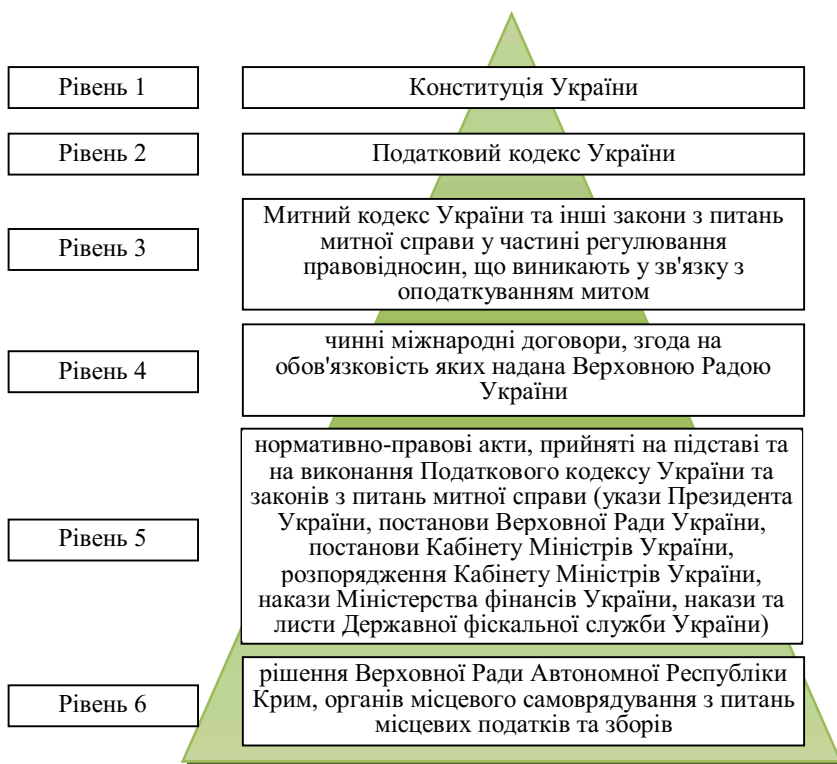 Рівень 1
Конституція України
Рівень 2
Податковий кодекс України
Рівень 3
Митний кодекс України та інші закони з питань
митної справи у частині регулювання
правовідносин, що виникають у зв'язку з
оподаткуванням митом
Рівень 4
чинні міжнародні договори, згода на
обов'язковість яких надана Верховною Радою
України
Рівень 5
нормативно-правові акти, прийняті на підставі та
на виконання Податкового кодексу України та
законів з питань митної справи (укази Президента
України, постанови Верховної Ради України,
постанови Кабінету Міністрів України,
розпорядження Кабінету Міністрів України,
накази Міністерства фінансів України, накази та
листи Державної фіскальної служби України)
Рівень 6
рішення Верховної Ради Автономної Республіки
Крим, органів місцевого самоврядування з питань
місцевих податків та зборів